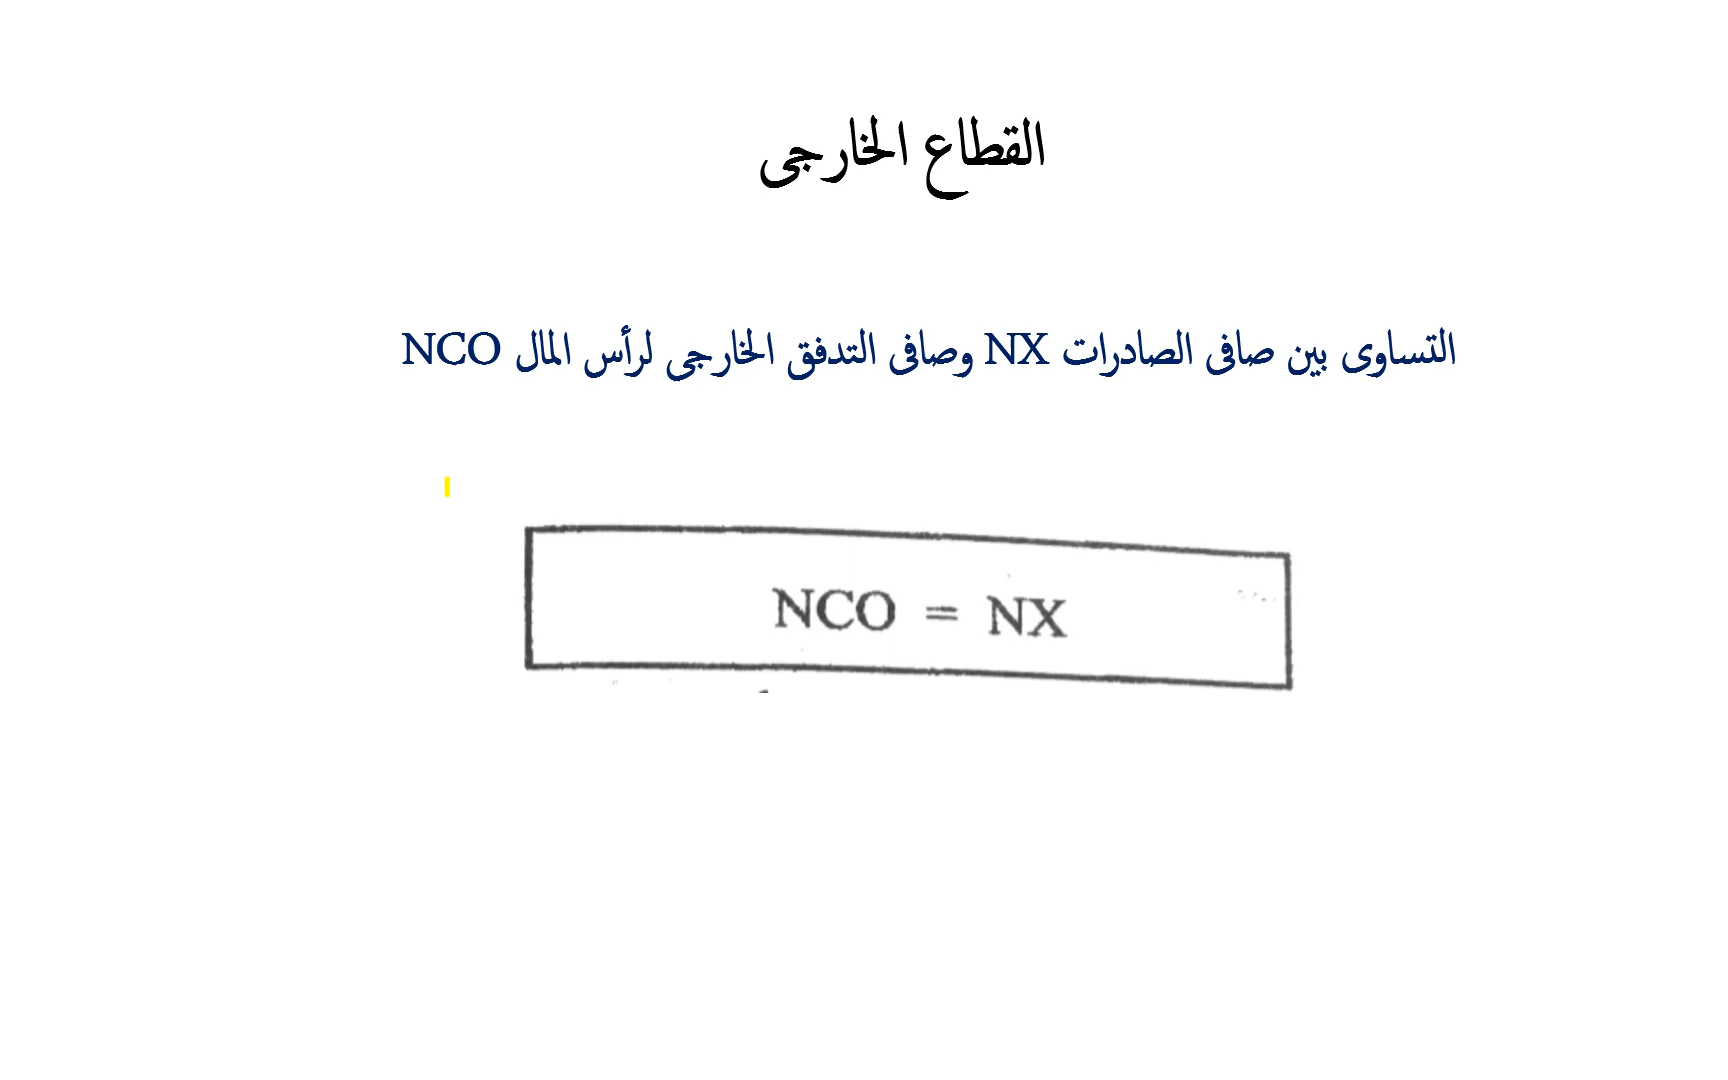 القطاع الخارجى
التساوى بين صافى الصادرات NX وصافى التدفق الخارجى لرأس المال NCO
NCO = NX